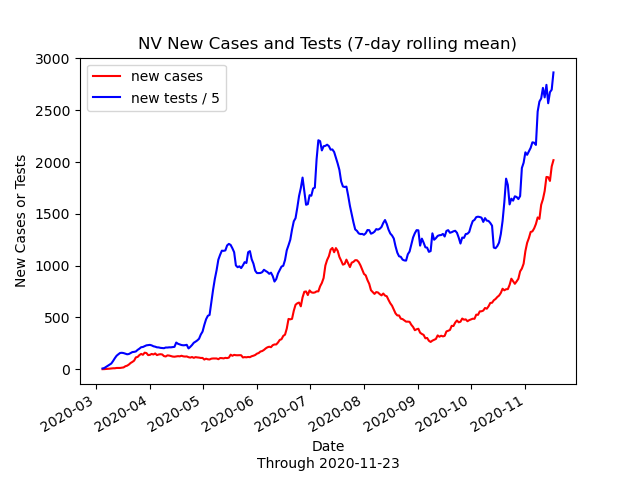 NV New Cases and Tests (7-day rolling mean)
new cases
new tests / 5
New Cases or Tests
3000
2500
2000
1500
1000
500
0
2020-03
2020-04
2020-05
2020-06
2020-07
2020-08
2020-09
2020-10
2020-11
Date
Through 2020-11-23